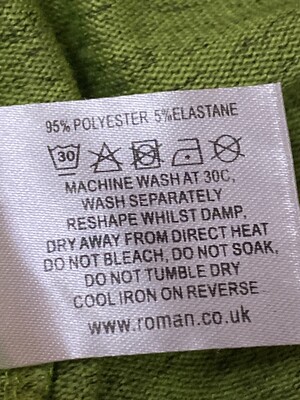 95% POLYESTER 5%ELASTANE
30
MACHINE WASH AT 30C,
WASH SEPARATELY
RESHAPE WHILST DAMP,
DRY AWAY FROM DIRECT HEAT
DO NOT BLEACH, DO NOT SOAK,
DO NOT TUMBLE DRY
COOL IRON ON REVERSE
www.roman.co.uk